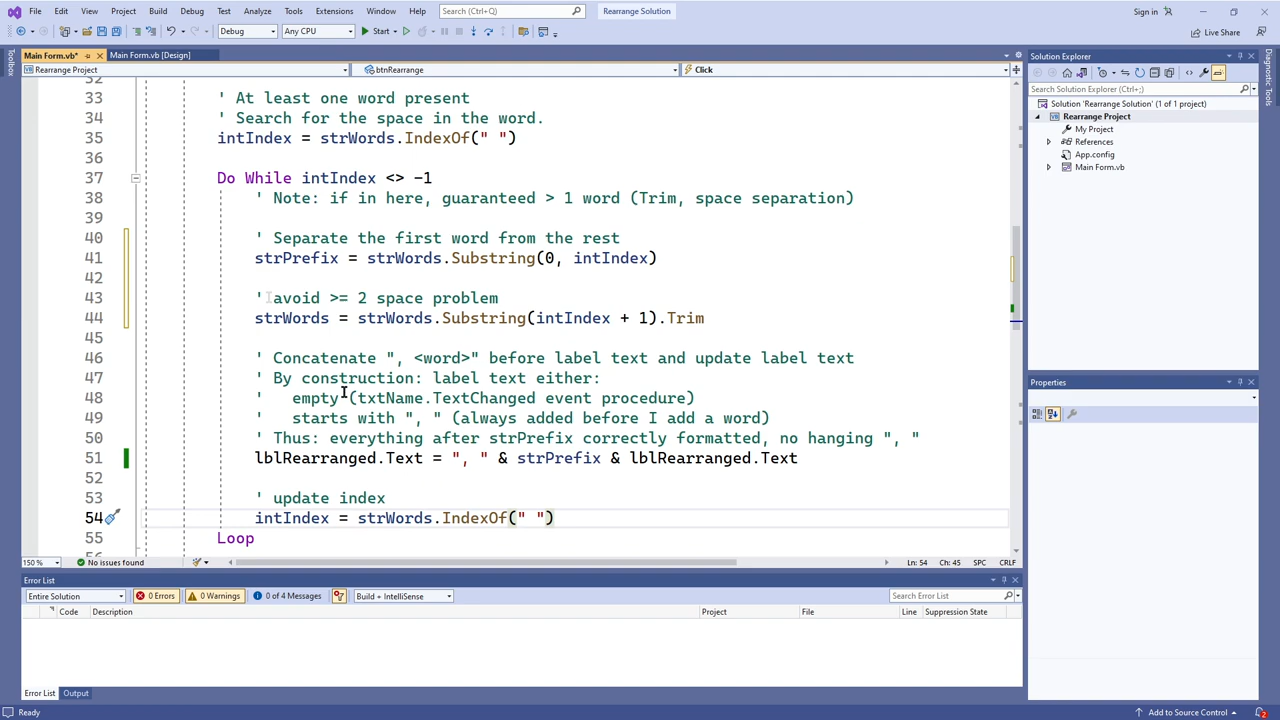 File Edit View Project Build Debug Test Analyze Tools Extensions Window Help Search (Ctrl+Q) Rearrange Solution Sign in
Debug Any CPU Start Live Share
Toolbox
Main Form.vb* Main Form.vb [Design]
Rearrange Project btnRearrange Click
32
33 ' At least one word present
34 ' Search for the space in the word.
35 intIndex = strWords.IndexOf(" ")
36
37 Do While intIndex <> -1
38 ' Note: if in here, guaranteed > 1 word (Trim, space separation)
39
40 ' Separate the first word from the rest
41 strPrefix = strWords.Substring(0, intIndex)
42
43 ' avoid >= 2 space problem
44 strWords = strWords.Substring(intIndex + 1).Trim
45
46 ' Concatenate ", <word>" before label text and update label text
47 ' By construction: label text either:
48 ' empty (txtName.TextChanged event procedure)
49 ' starts with ", " (always added before I add a word)
50 ' Thus: everything after strPrefix correctly formatted, no hanging ", "
51 lblRearranged.Text = ", " & strPrefix & lblRearranged.Text
52
53 ' update index
54 intIndex = strWords.IndexOf(" ")
55 Loop
56
150 % No issues found Ln: 54 Ch: 45 SPC CRLF
Error List
Entire Solution 0 Errors 0 Warnings 0 of 4 Messages Build + IntelliSense Search Error List
Code Description Project File Line Suppression State
Error List Output
Solution Explorer
Search Solution Explorer (Ctrl+;)
Solution 'Rearrange Solution' (1 of 1 project)
Rearrange Project
My Project
References
App.config
Main Form.vb
Properties
Diagnostic Tools
Ready Add to Source Control 2